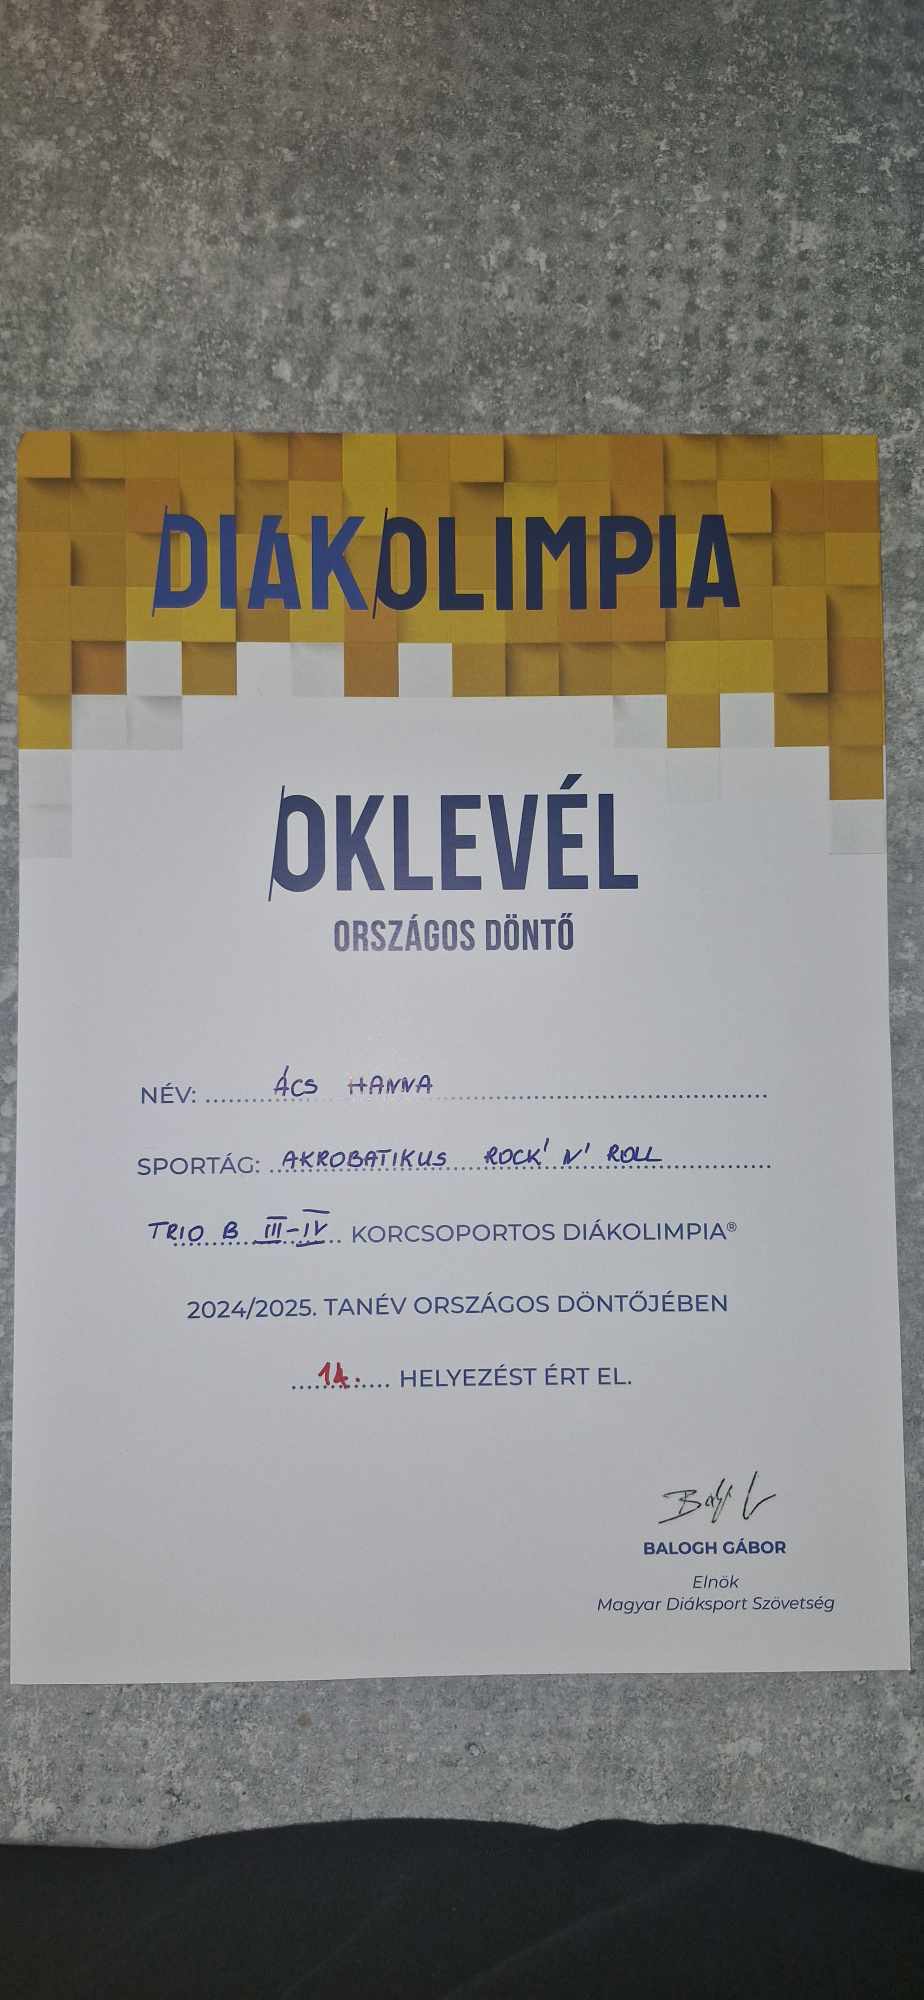 DIÁKOLIMPIA
OKLEVÉL
ORSZÁGOS DÖNTŐ
NÉV: ÁCS HANNA
SPORTÁG: AKROBATIKUS ROCK' N' ROLL
TRIO B III-IV KORCSOPORTOS DIÁKOLIMPIA®
2024/2025. TANÉV ORSZÁGOS DÖNTŐJÉBEN
14. HELYEZÉST ÉRT EL.
BALOGH GÁBOR
Elnök
Magyar Diáksport Szövetség